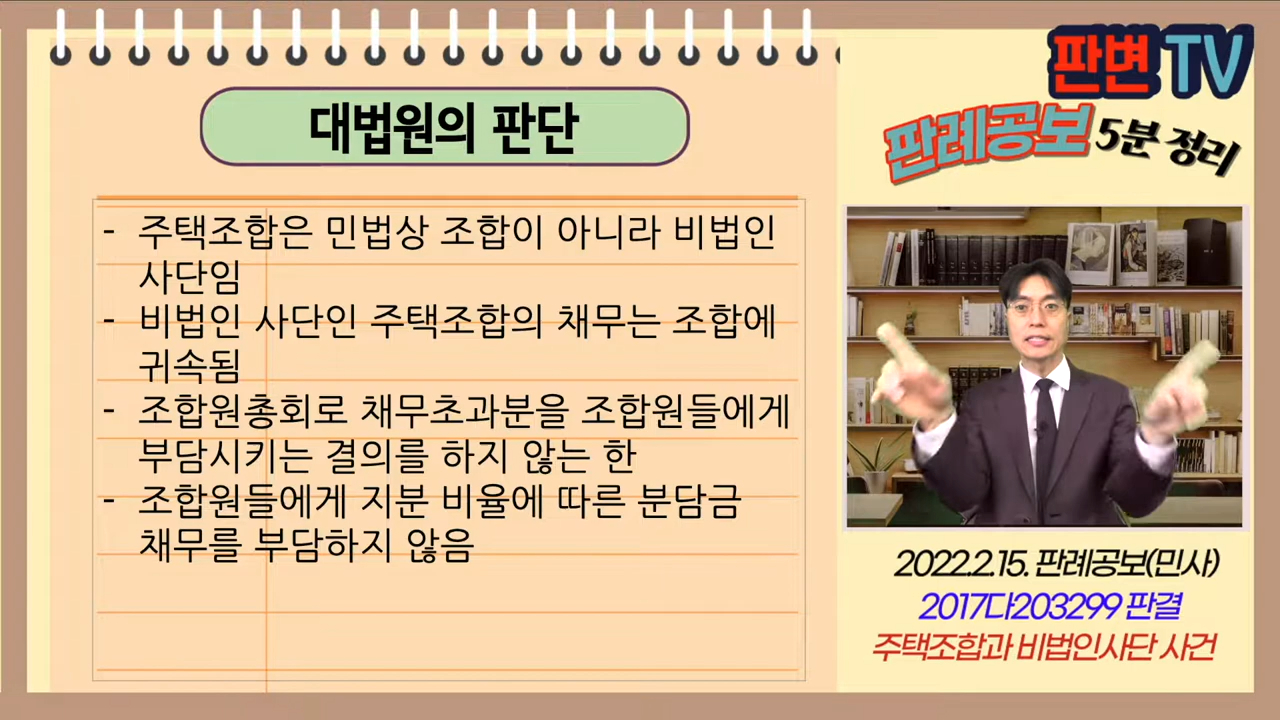 대법원의 판단
- 주택조합은 민법상 조합이 아니라 비법인
사단임
- 비법인 사단인 주택조합의 채무는 조합에
귀속됨
- 조합원총회로 채무초과분을 조합원들에게
부담시키는 결의를 하지 않는 한
- 조합원들에게 지분 비율에 따른 분담금
채무를 부담하지 않음
판변 TV
판례공보 5분 정리
2022.2.15. 판례공보(민사)
2017다203299 판결
주택조합과 비법인사단 사건